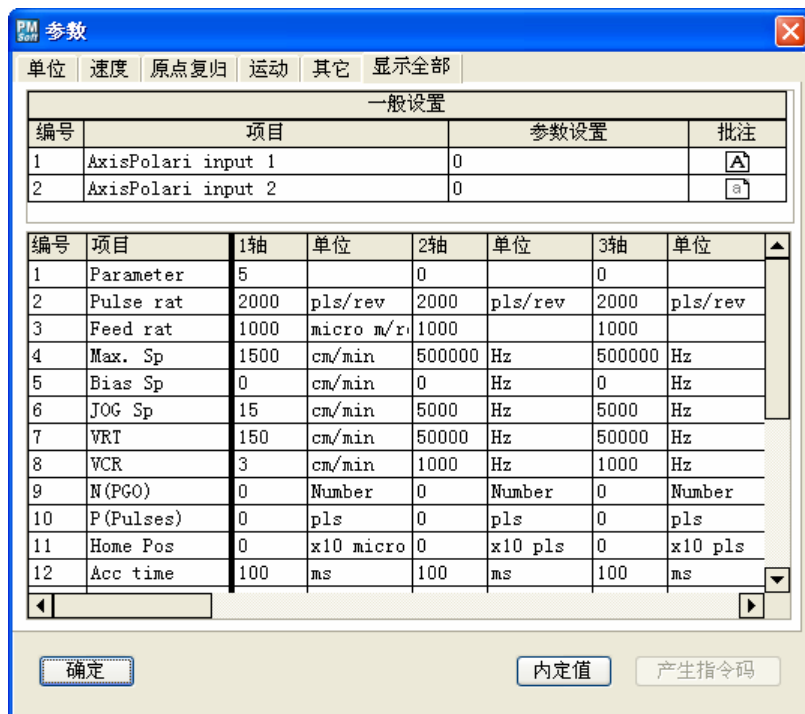 PM Soft 参数
单位 速度 原点复归 运动 其它 显示全部
一般设置
编号 项目 参数设置 批注
1 AxisPolari input 1 0 A
2 AxisPolari input 2 0 a
编号 项目 1轴 单位 2轴 单位 3轴 单位
1 Parameter 5 0 0
2 Pulse rat 2000 pls/rev 2000 pls/rev 2000 pls/rev
3 Feed rat 1000 micro m/r 1000 1000
4 Max. Sp 1500 cm/min 500000 Hz 500000 Hz
5 Bias Sp 0 cm/min 0 Hz 0 Hz
6 JOG Sp 15 cm/min 5000 Hz 5000 Hz
7 VRT 150 cm/min 50000 Hz 50000 Hz
8 VCR 3 cm/min 1000 Hz 1000 Hz
9 N(PGO) 0 Number 0 Number 0 Number
10 P(Pulses) 0 pls 0 pls 0 pls
11 Home Pos 0 x10 micro 0 x10 pls 0 x10 pls
12 Acc time 100 ms 100 ms 100 ms
确定 内定值 产生指令码